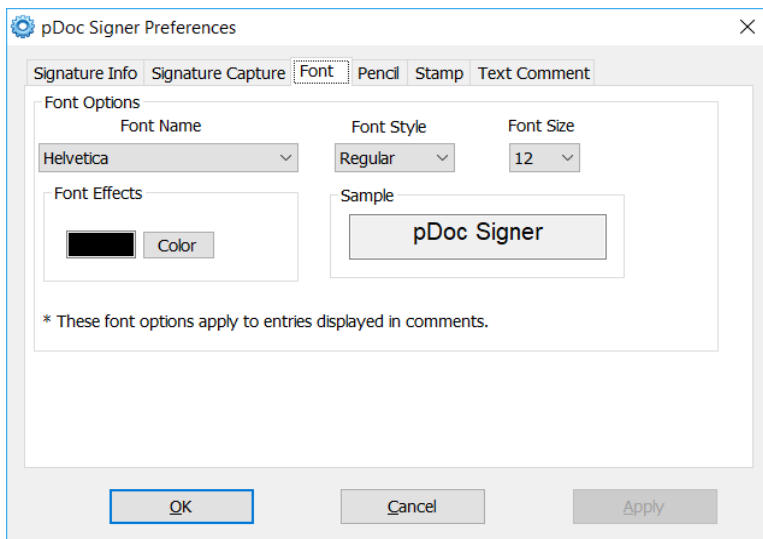 pDoc Signer Preferences
Signature Info Signature Capture Font Pencil Stamp Text Comment
Font Options
Font Name Font Style Font Size
Helvetica Regular 12
Font Effects Sample
Color pDoc Signer
* These font options apply to entries displayed in comments.
OK Cancel Apply